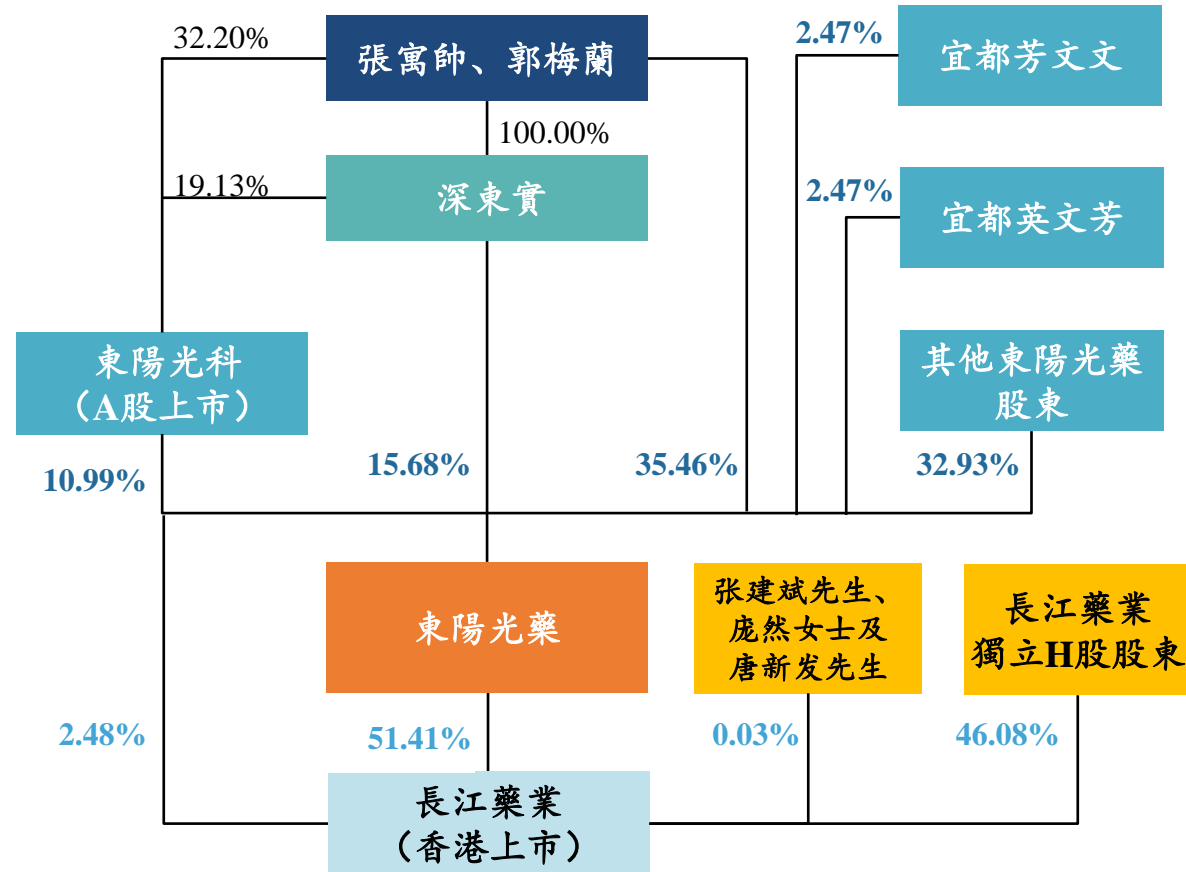 32.20%
張寓帥、郭梅蘭
2.47%
宜都芳文文
100.00%
19.13%
深東實
2.47%
宜都英文芳
東陽光科
（A股上市）
其他東陽光藥
股東
10.99%
15.68%
35.46%
32.93%
東陽光藥
张建斌先生、
庞然女士及
唐新发先生
長江藥業
獨立H股股東
2.48%
51.41%
0.03%
46.08%
長江藥業
（香港上市）